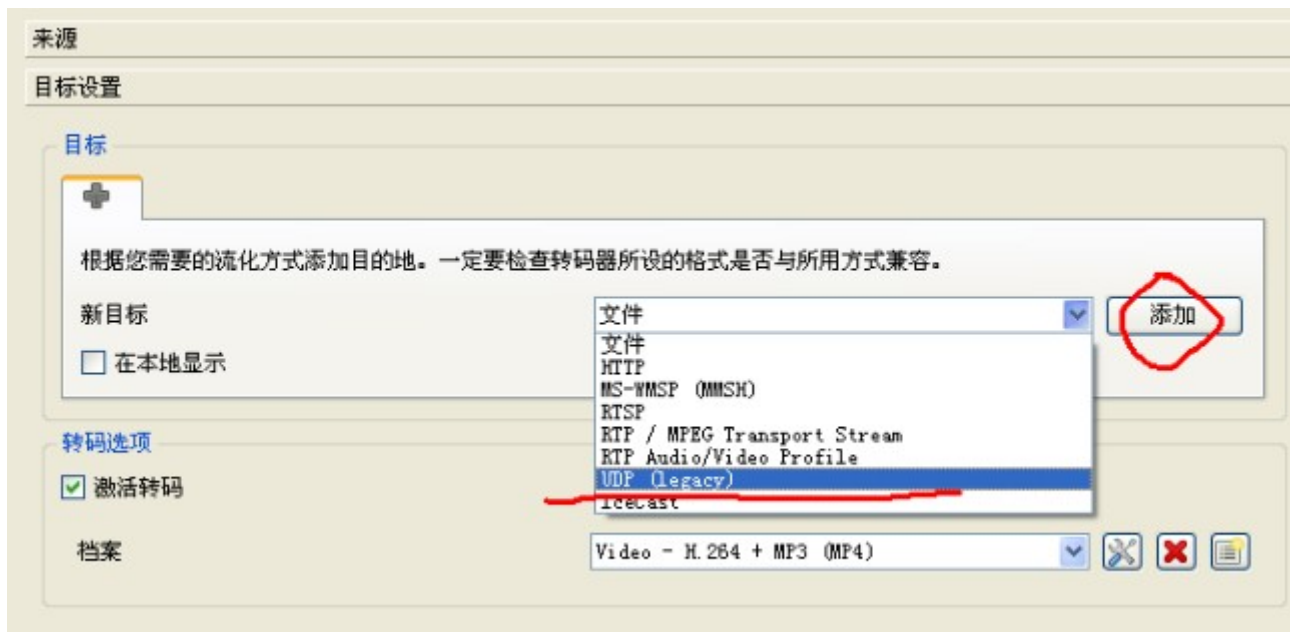 来源
目标设置
目标
根据您需要的流化方式添加目的地。一定要检查转码器所设的格式是否与所用方式兼容。
新目标
文件
添加
在本地显示
文件
HTTP
MS-WMSP (MMSH)
RTSP
RTP / MPEG Transport Stream
RTP Audio/Video Profile
UDP (legacy)
IceCast
转码选项
激活转码
档案
Video - H.264 + MP3 (MP4)